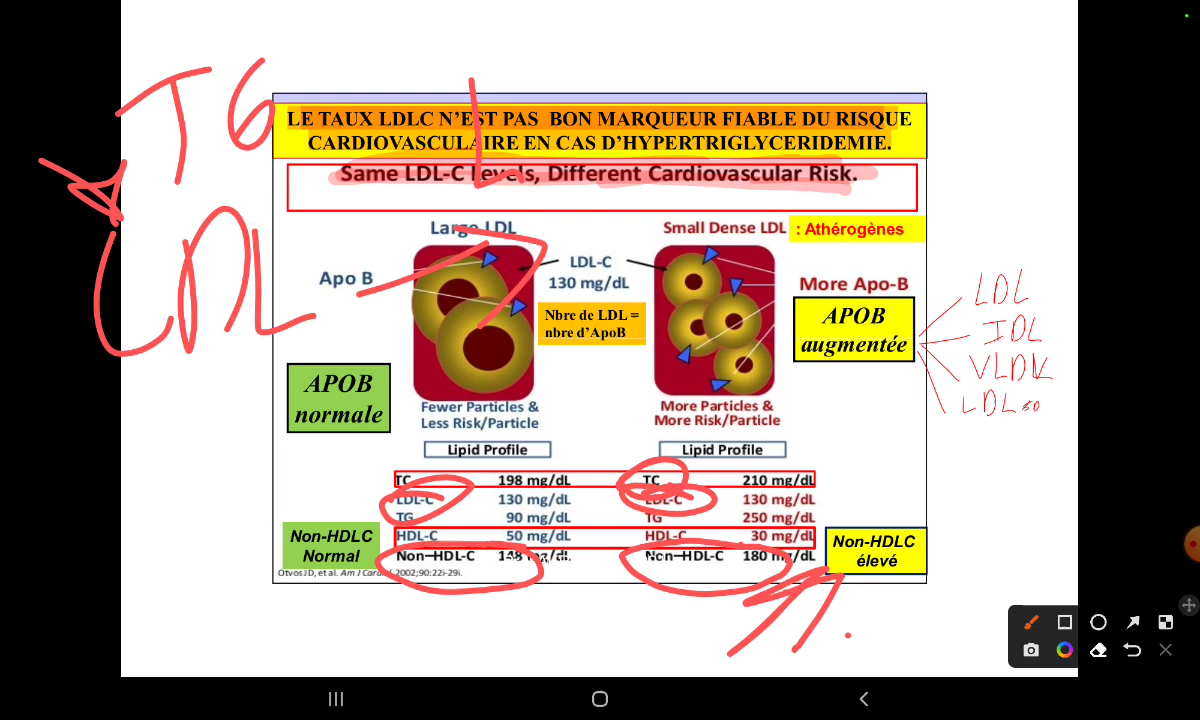 TG
LE TAUX LDLC N'EST PAS BON MARQUEUR FIABLE DU RISQUE
CARDIOVASCULAIRE EN CAS D'HYPERTRIGLYCERIDEMIE.
Same LDL-C Levels, Different Cardiovascular Risk.
Large LDL
Small Dense LDL
: Athérogènes
Apo B
LDL-C
130 mg/dL
More Apo-B
Nbre de LDL =
nbre d'ApoB
APOB
augmentée
LDL
IDL
VLDL
LDL
APOB
normale
Fewer Particles &
Less Risk/Particle
More Particles &
More Risk/Particle
Lipid Profile
Lipid Profile
TC 198 mg/dL
TC 210 mg/dL
LDL-C 130 mg/dL
LDL-C 130 mg/dL
TG 90 mg/dL
TG 250 mg/dL
HDL-C 50 mg/dL
HDL-C 30 mg/dL
Non-HDL-C 148 mg/dL
Non-HDL-C 180 mg/dL
Non-HDLC
Normal
Non-HDLC
élevé
Otvos JD, et al. Am J Cardiol 2002;90:22i-29i.